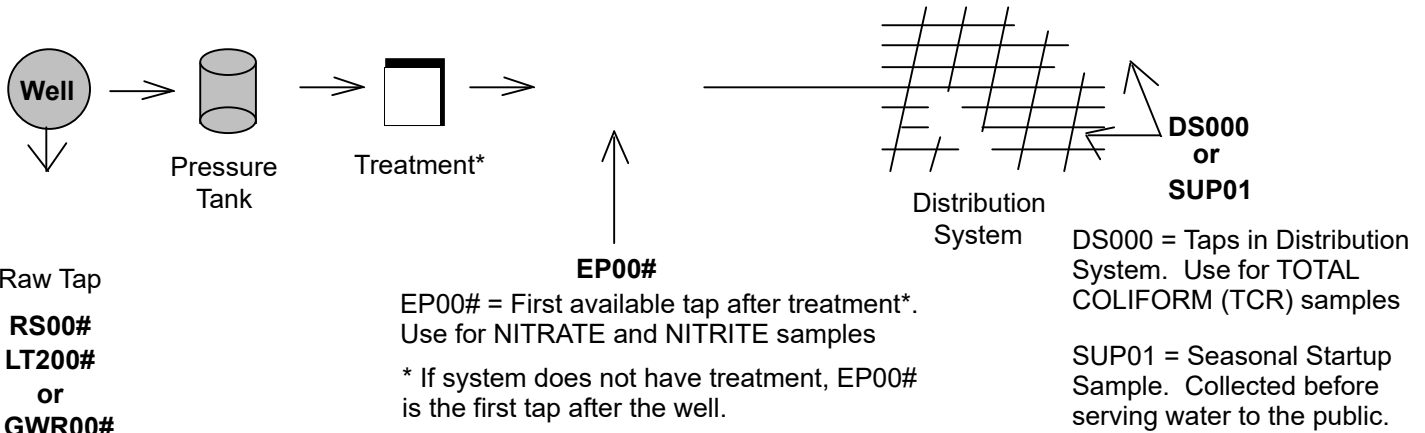 Well
Pressure
Tank
Treatment*
Distribution
System
DS000
or
SUP01
Raw Tap
RS00#
LT200#
or
GWR00#
EP00#
EP00# = First available tap after treatment*.
Use for NITRATE and NITRITE samples
* If system does not have treatment, EP00#
is the first tap after the well.
DS000 = Taps in Distribution
System. Use for TOTAL
COLIFORM (TCR) samples
SUP01 = Seasonal Startup
Sample. Collected before
serving water to the public.